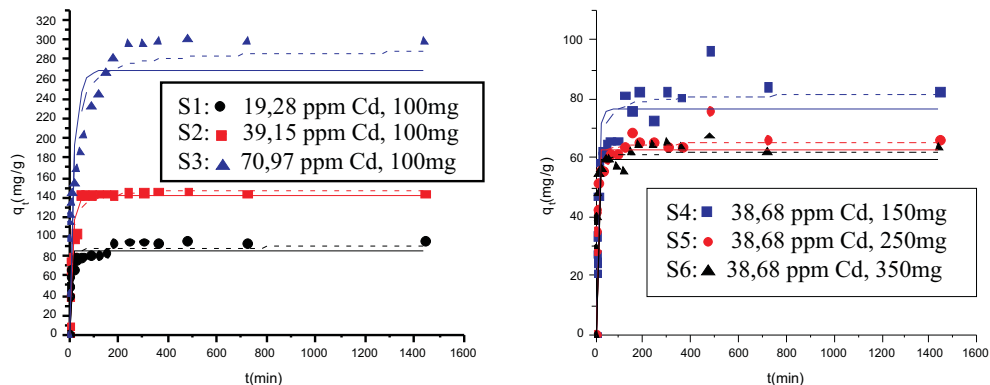 320
300
280
260
240
220
200
180
160
140
120
100
80
60
40
20
0
q_t(mg/g)
S1: 19,28 ppm Cd, 100mg
S2: 39,15 ppm Cd, 100mg
S3: 70,97 ppm Cd, 100mg
0 200 400 600 800 1000 1200 1400 1600
t(min)
100
80
60
40
20
0
q_t(mg/g)
S4: 38,68 ppm Cd, 150mg
S5: 38,68 ppm Cd, 250mg
S6: 38,68 ppm Cd, 350mg
0 200 400 600 800 1000 1200 1400 1600
t(min)